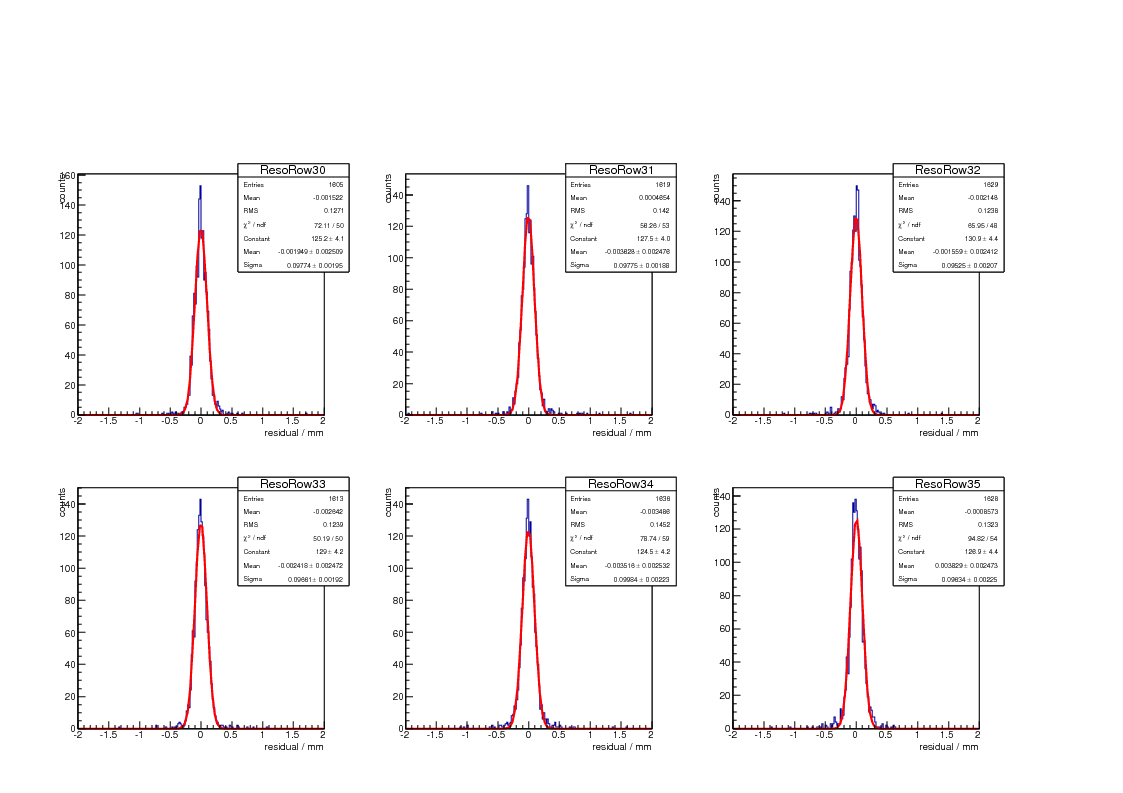 ResoRow30
Entries 1605
Mean -0.001522
RMS 0.1271
χ² / ndf 72.11 / 50
Constant 125.2 ± 4.1
Mean -0.001949 ± 0.002509
Sigma 0.09774 ± 0.00195
counts
160
140
120
100
80
60
40
20
0
-2 -1.5 -1 -0.5 0 0.5 1 1.5 2
residual / mm
ResoRow31
Entries 1619
Mean 0.0004654
RMS 0.142
χ² / ndf 58.26 / 53
Constant 127.5 ± 4.0
Mean -0.003628 ± 0.002476
Sigma 0.09775 ± 0.00188
counts
140
120
100
80
60
40
20
0
-2 -1.5 -1 -0.5 0 0.5 1 1.5 2
residual / mm
ResoRow32
Entries 1629
Mean -0.002148
RMS 0.1238
χ² / ndf 65.95 / 48
Constant 130.9 ± 4.4
Mean -0.001559 ± 0.002412
Sigma 0.09525 ± 0.00207
counts
140
120
100
80
60
40
20
0
-2 -1.5 -1 -0.5 0 0.5 1 1.5 2
residual / mm
ResoRow33
Entries 1613
Mean -0.002642
RMS 0.1239
χ² / ndf 50.19 / 50
Constant 129 ± 4.2
Mean -0.002418 ± 0.002472
Sigma 0.09661 ± 0.00192
counts
140
120
100
80
60
40
20
0
-2 -1.5 -1 -0.5 0 0.5 1 1.5 2
residual / mm
ResoRow34
Entries 1636
Mean -0.003486
RMS 0.1452
χ² / ndf 78.74 / 59
Constant 124.5 ± 4.2
Mean -0.003516 ± 0.002532
Sigma 0.09984 ± 0.00223
counts
140
120
100
80
60
40
20
0
-2 -1.5 -1 -0.5 0 0.5 1 1.5 2
residual / mm
ResoRow35
Entries 1628
Mean -0.0008573
RMS 0.1323
χ² / ndf 94.82 / 54
Constant 126.9 ± 4.4
Mean 0.003829 ± 0.002473
Sigma 0.09634 ± 0.00225
counts
140
120
100
80
60
40
20
0
-2 -1.5 -1 -0.5 0 0.5 1 1.5 2
residual / mm